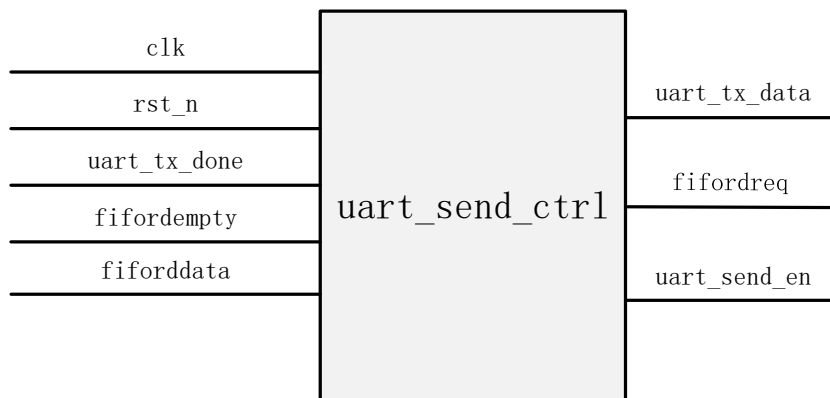 clk
rst_n
uart_tx_done
fifordempty
fiforddata
uart_send_ctrl
uart_tx_data
fifordreq
uart_send_en